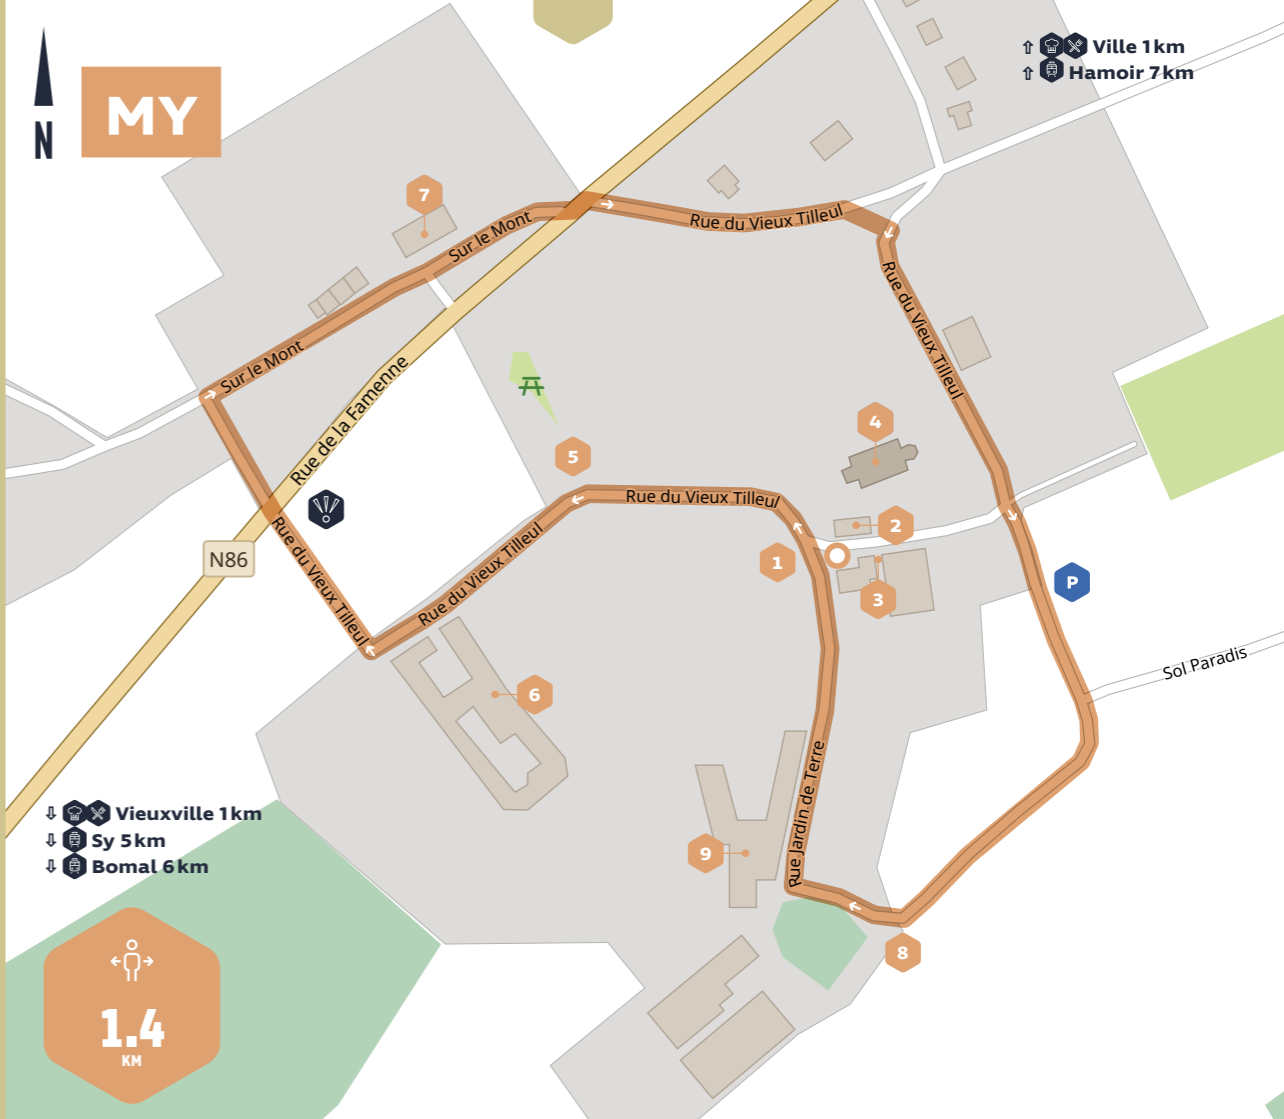 N
MY
Ville 1km
Hamoir 7km
7
Sur le Mont
Rue du Vieux Tilleul
Sur le Mont
Rue du Vieux Tilleul
Rue de la Famenne
4
5
Rue du Vieux Tilleul
2
1
3
P
N86
Rue du Vieux Tilleul
Rue du Vieux Tilleul
Sol Paradis
6
Rue Jardin de Terre
9
8
Vieuxville 1km
Sy 5km
Bomal 6km
1.4
KM